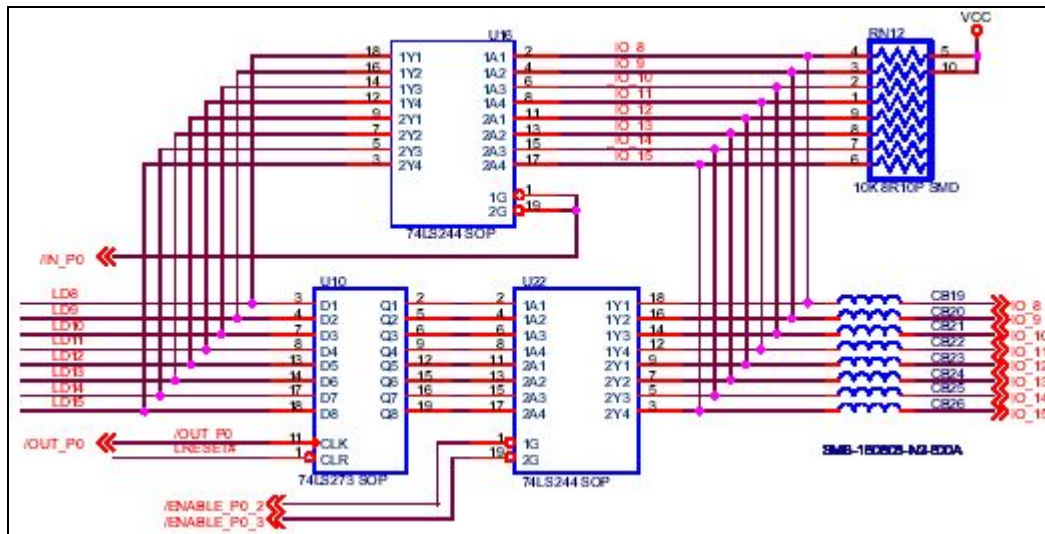 VCC
U16
RN12
18 1Y1 1A1 2 IO_8 4 5
16 1Y2 1A2 4 IO_9 3 10
14 1Y3 1A3 6 IO_10 2
12 1Y4 1A4 8 IO_11 1
9 2Y1 2A1 11 IO_12 9
7 2Y2 2A2 13 IO_13 8
5 2Y3 2A3 15 IO_14 7
3 2Y4 2A4 17 IO_15 6
1G 1
10K 8R10P SMD
2G 19
74LS244 SOP
/IN_P0
U10 U22
LD8 3 D1 Q1 2 2 1A1 1Y1 18 CB19 IO_8
LD9 4 D2 Q2 5 4 1A2 1Y2 16 CB20 IO_9
LD10 7 D3 Q3 6 6 1A3 1Y3 14 CB21 IO_10
LD11 8 D4 Q4 9 8 1A4 1Y4 12 CB22 IO_11
LD12 13 D5 Q5 12 11 2A1 2Y1 9 CB23 IO_12
LD13 14 D6 Q6 15 13 2A2 2Y2 7 CB24 IO_13
LD14 17 D7 Q7 16 15 2A3 2Y3 5 CB25 IO_14
LD15 18 D8 Q8 19 17 2A4 2Y4 3 CB26 IO_15
/OUT_P0 /OUT_P0 11 CLK 1 1G
LRESET# 1 CLR 19 2G
74LS273 SOP 74LS244 SOP
/ENABLE_P0_2
/ENABLE_P0_3